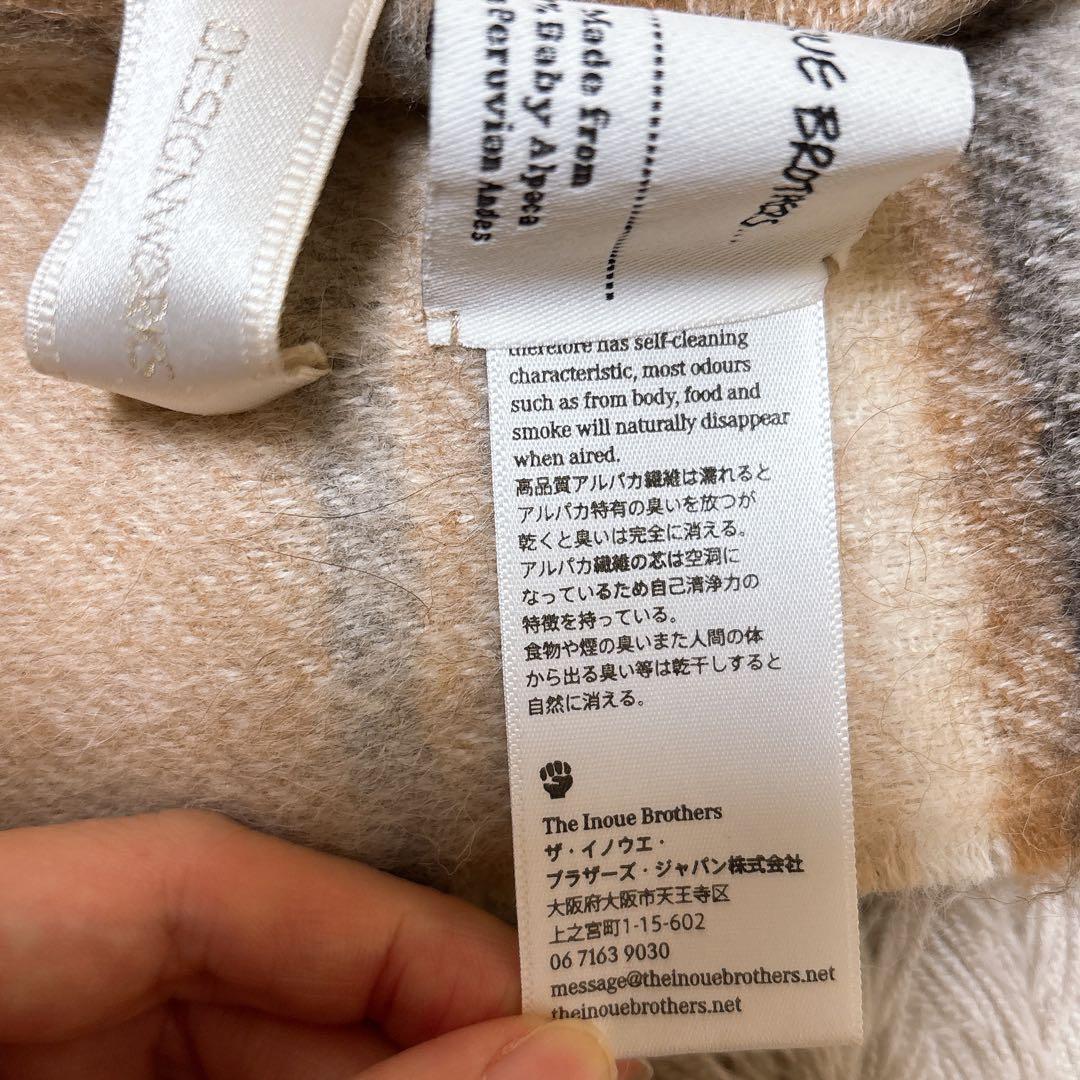 DESIGNWORKS
UE BROTHERS
Made from
Baby Alpaca
Peruvian Andes
therefore has self-cleaning
characteristic, most odours
such as from body, food and
smoke will naturally disappear
when aired.
高品質アルパカ繊維は濡れると
アルパカ特有の臭いを放つが
乾くと臭いは完全に消える。
アルパカ繊維の芯は空洞に
なっているため自己清浄力の
特徴を持っている。
食物や煙の臭いまた人間の体
から出る臭い等は乾干しすると
自然に消える。
The Inoue Brothers
ザ・イノウエ・
ブラザーズ・ジャパン株式会社
大阪府大阪市天王寺区
上之宮町1-15-602
06 7163 9030
message@theinouebrothers.net
theinouebrothers.net